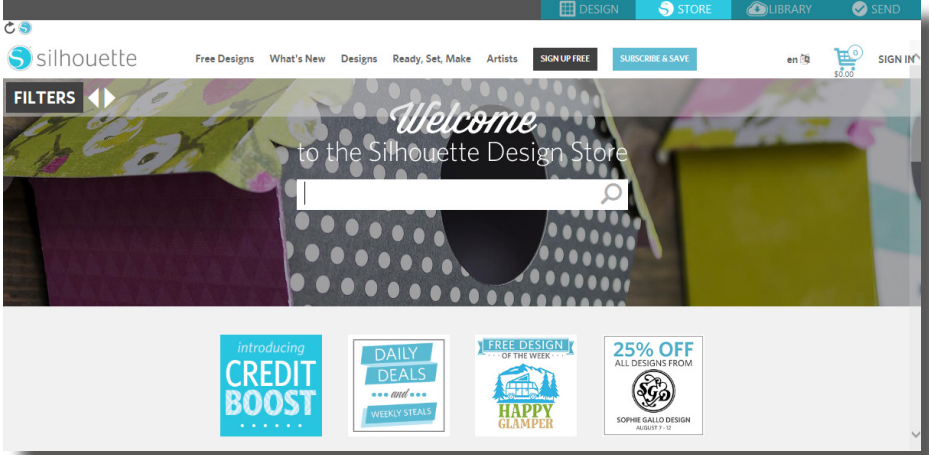 DESIGN
STORE
LIBRARY
SEND
silhouette
Free Designs
What's New
Designs
Ready, Set, Make
Artists
SIGN UP FREE
SUBSCRIBE & SAVE
en
0
$0.00
SIGN IN
FILTERS
Welcome
to the Silhouette Design Store
introducing
CREDIT
BOOST
DAILY
DEALS
and
WEEKLY STEALS
FREE DESIGN
OF THE WEEK
HAPPY
GLAMPER
25% OFF
ALL DESIGNS FROM
SGD
SOPHIE GALLO DESIGN
AUGUST 7 - 12